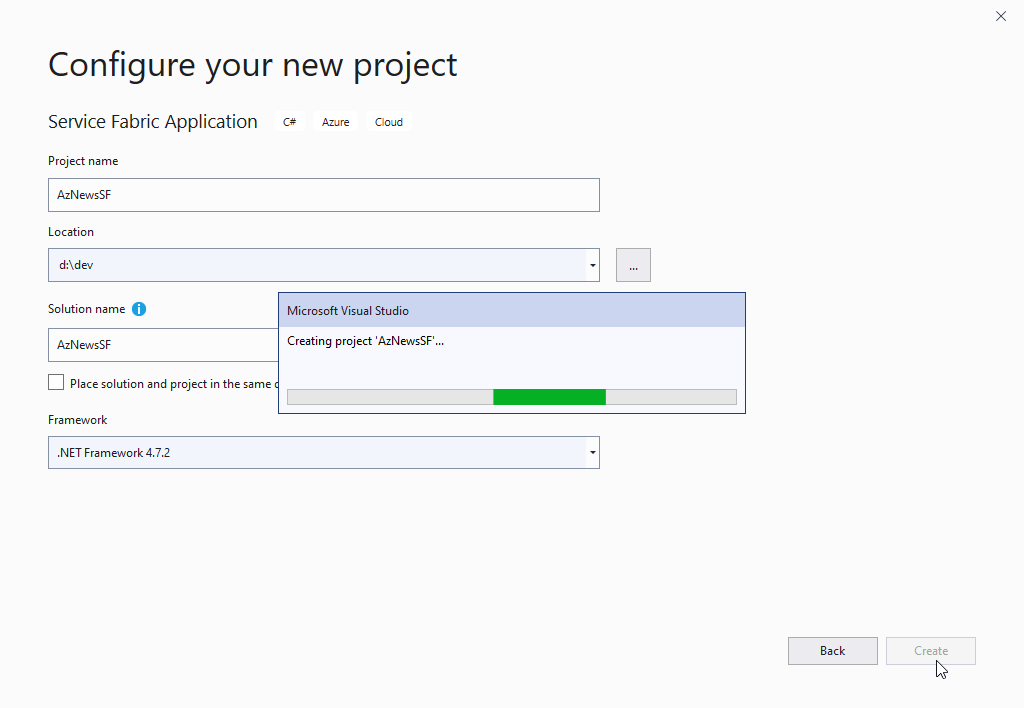 Configure your new project
Service Fabric Application C# Azure Cloud
Project name
AzNewsSF
Location
d:\dev
...
Solution name i
AzNewsSF
Place solution and project in the same
Microsoft Visual Studio
Creating project 'AzNewsSF'...
Framework
.NET Framework 4.7.2
Back
Create